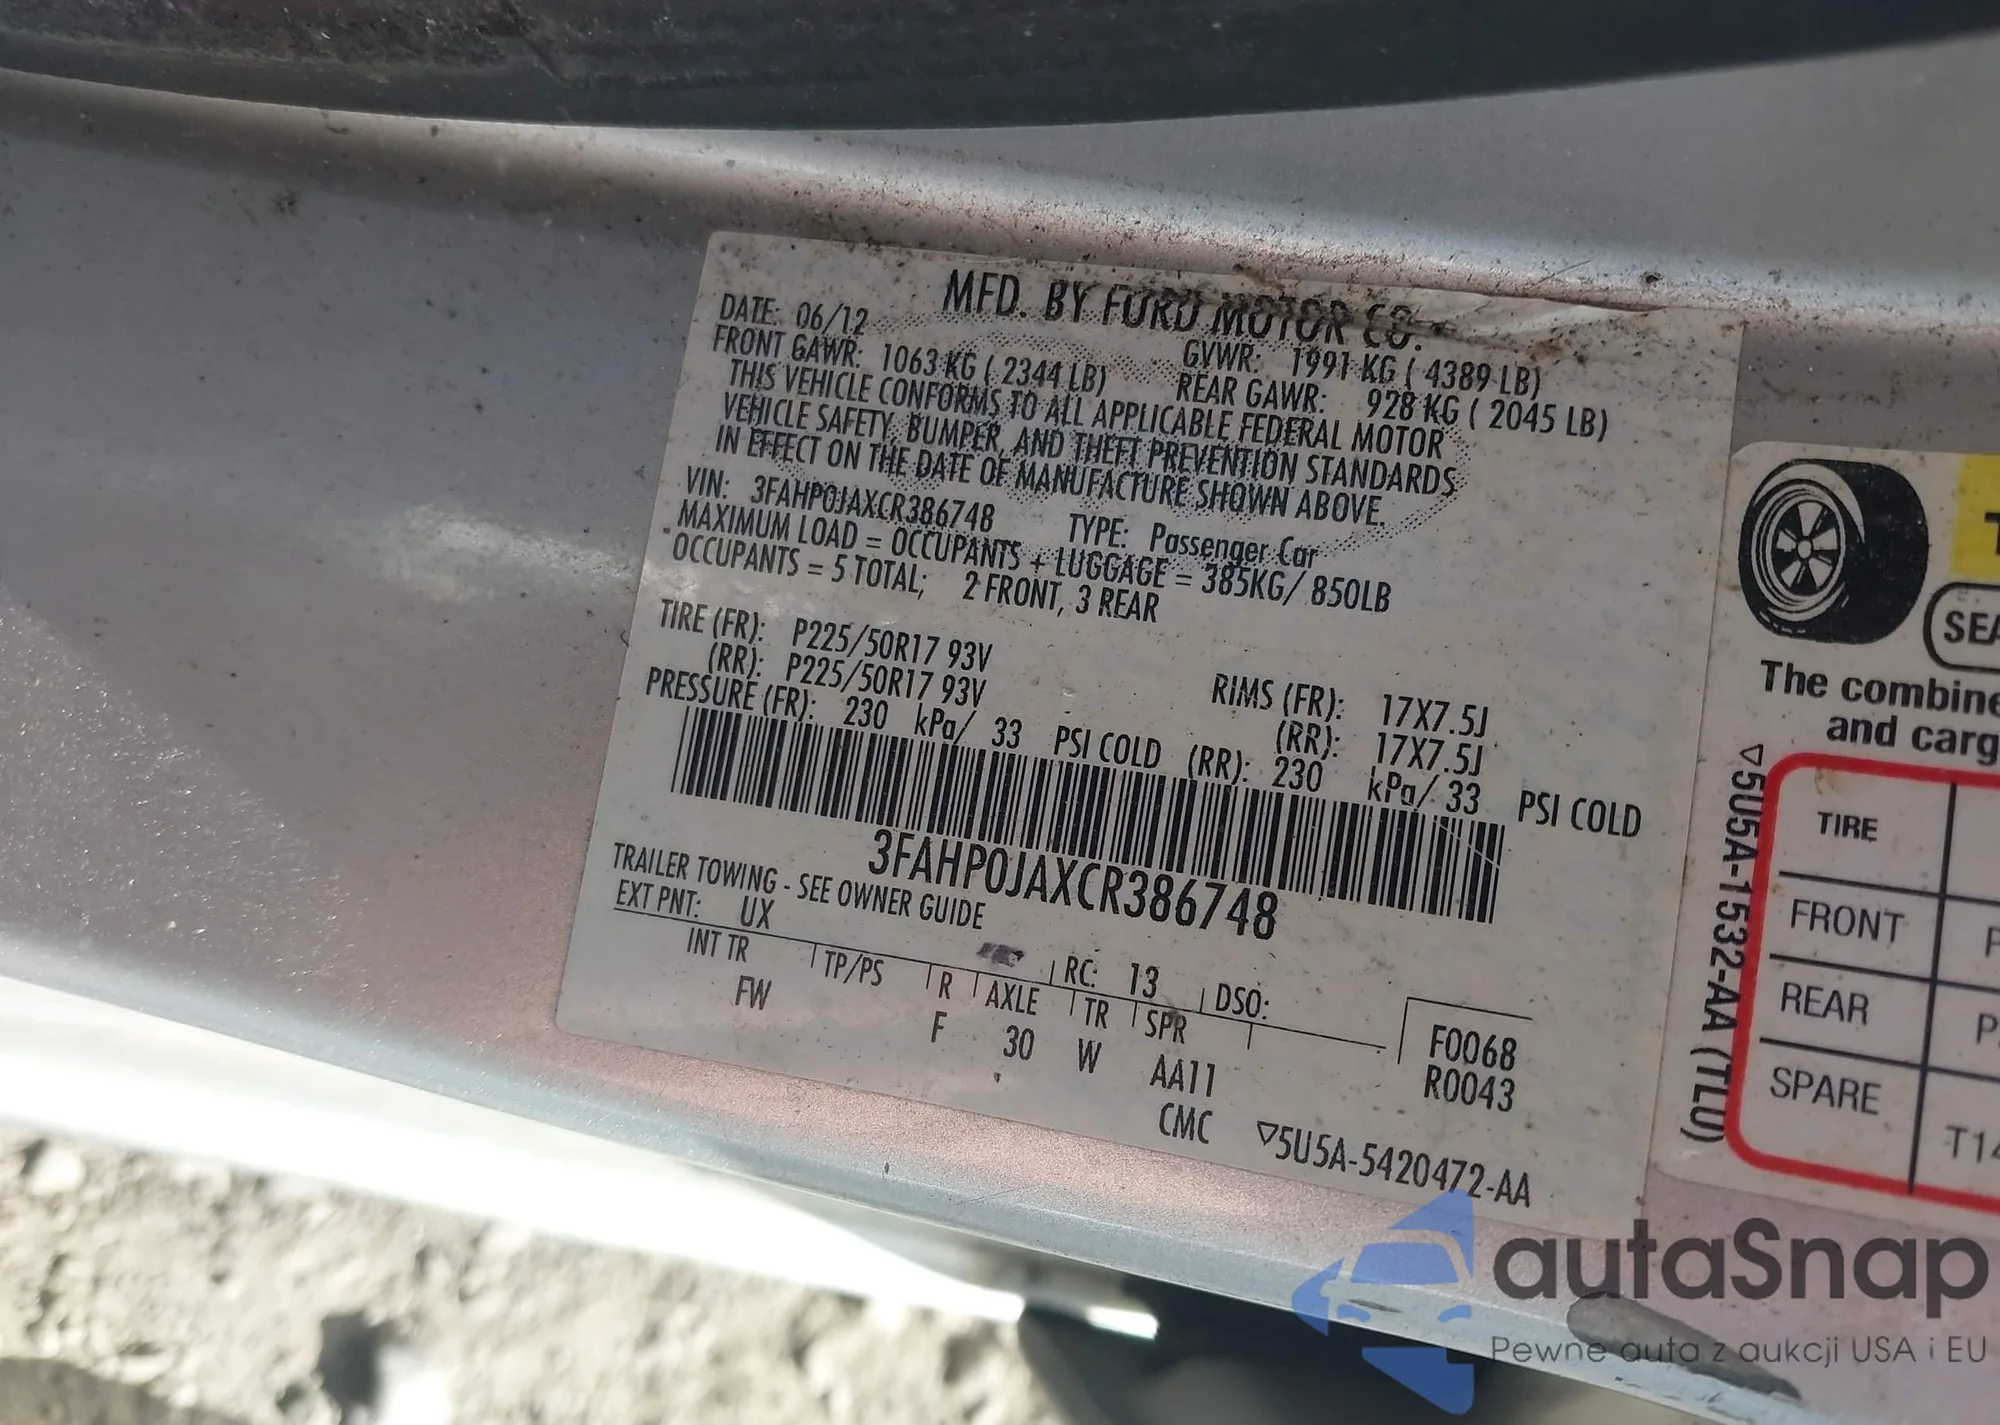 MFD. BY FORD MOTOR CO.
DATE: 06/12 GVWR: 1991 KG ( 4389 LB)
FRONT GAWR: 1063 KG ( 2344 LB) REAR GAWR: 928 KG ( 2045 LB)
THIS VEHICLE CONFORMS TO ALL APPLICABLE FEDERAL MOTOR
VEHICLE SAFETY, BUMPER, AND THEFT PREVENTION STANDARDS
IN EFFECT ON THE DATE OF MANUFACTURE SHOWN ABOVE.
VIN: 3FAHP0JAXCR386748 TYPE: Passenger Car
MAXIMUM LOAD = OCCUPANTS + LUGGAGE = 385KG/ 850LB
OCCUPANTS = 5 TOTAL; 2 FRONT, 3 REAR
TIRE (FR): P225/50R17 93V RIMS (FR): 17X7.5J
(RR): P225/50R17 93V (RR): 17X7.5J
PRESSURE (FR): 230 kPa/ 33 PSI COLD (RR): 230 kPa/ 33 PSI COLD
3FAHP0JAXCR386748
TRAILER TOWING - SEE OWNER GUIDE
EXT PNT: UX RC: 13 DSO:
INT TR TP/PS R AXLE TR SPR F0068
FW F 30 W AA11 R0043
CMC ▽5U5A-5420472-AA
SEA
The combine
and carg
▽5U5A-1532-AA (TL0)
TIRE
FRONT P
REAR P
SPARE T14
autaSnap
Pewne auta z aukcji USA i EU